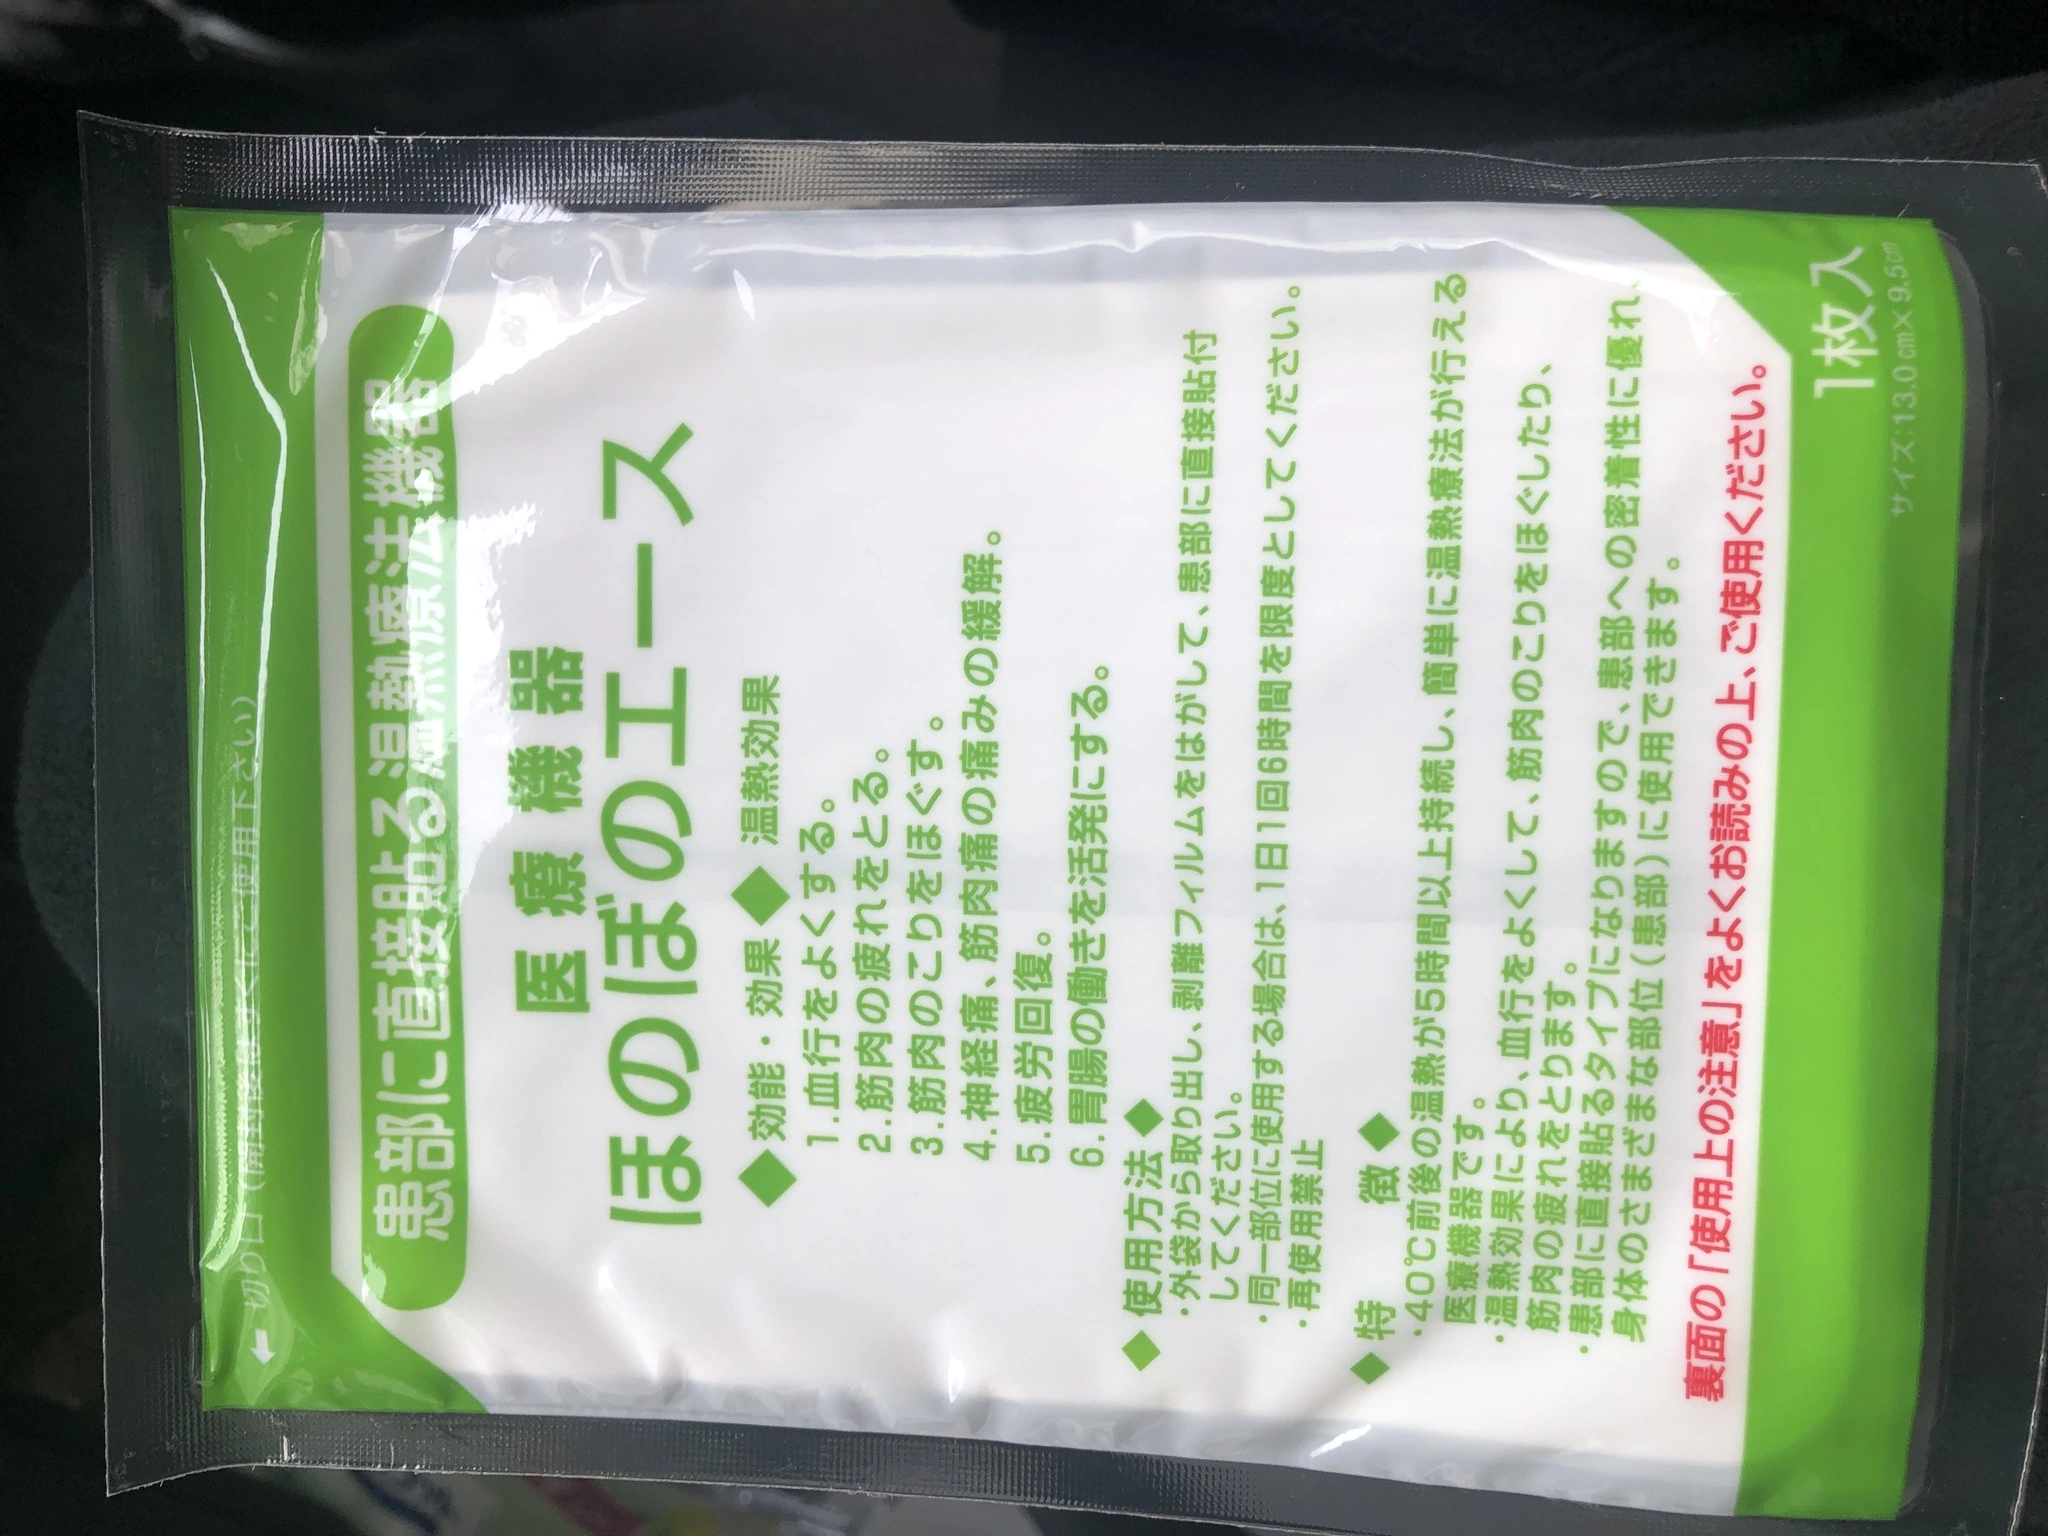 切り口（開封後はすぐにご使用下さい）
患部に直接貼る温熱療法機器
医療機器
ほのぼのエース
◆効能・効果◆ 温熱効果
1.血行をよくする。
2.筋肉の疲れをとる。
3.筋肉のこりをほぐす。
4.神経痛、筋肉痛の痛みの緩解。
5.疲労回復。
6.胃腸の働きを活発にする。
◆使用方法◆
・外袋から取り出し、剥離フィルムをはがして、患部に直接貼付
してください。
・同一部位に使用する場合は、1日1回6時間を限度としてください。
・再使用禁止
◆特 徴◆
・40℃前後の温熱が5時間以上持続し、簡単に温熱療法が行える
医療機器です。
・温熱効果により、血行をよくして、筋肉のこりをほぐしたり、
筋肉の疲れをとります。
・患部に直接貼るタイプになりますので、患部への密着性に優れ、
身体のさまざまな部位（患部）に使用できます。
裏面の「使用上の注意」をよくお読みの上、ご使用ください。
1枚入
サイズ:13.0cm×9.5cm